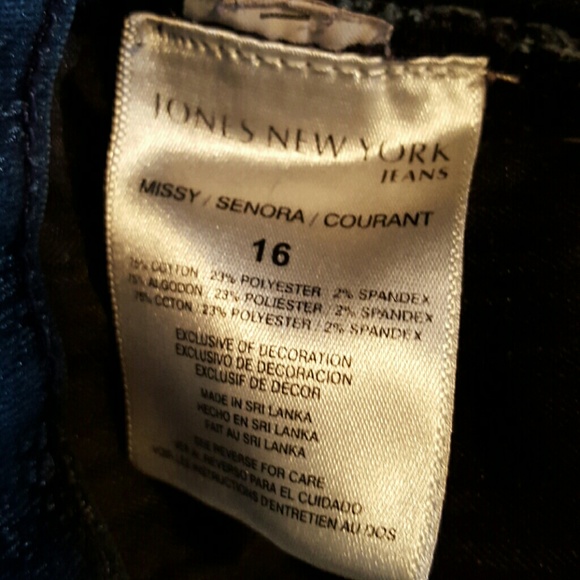 JONES NEW YORK
JEANS
MISSY / SENORA / COURANT
16
75% COTTON / 23% POLYESTER / 2% SPANDEX
75% ALGODON / 23% POLIESTER / 2% SPANDEX
75% COTON / 23% POLYESTER / 2% SPANDEX
EXCLUSIVE OF DECORATION
EXCLUSIVO DE DECORACION
EXCLUSIF DE DECOR
MADE IN SRI LANKA
HECHO EN SRI LANKA
FAIT AU SRI LANKA
SEE REVERSE FOR CARE
VER AL REVERSO PARA EL CUIDADO
VOIR LES INSTRUCTIONS D'ENTRETIEN AU DOS